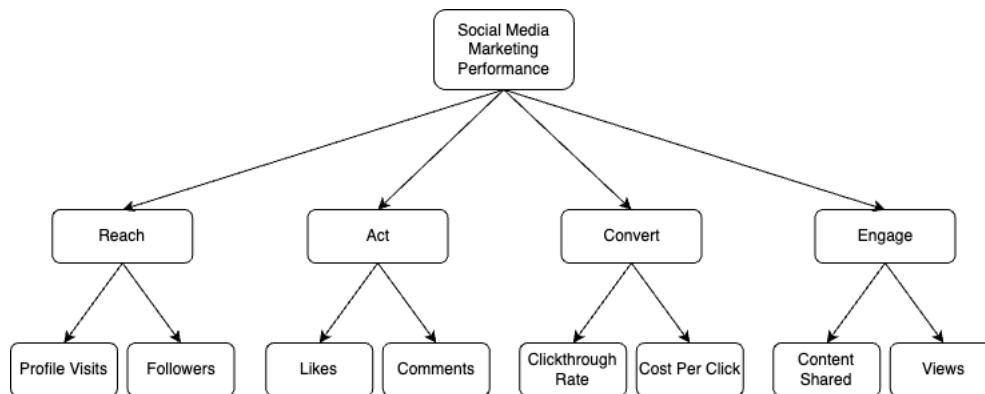 Social Media
Marketing
Performance
Reach
Act
Convert
Engage
Profile Visits
Followers
Likes
Comments
Clickthrough
Rate
Cost Per Click
Content
Shared
Views